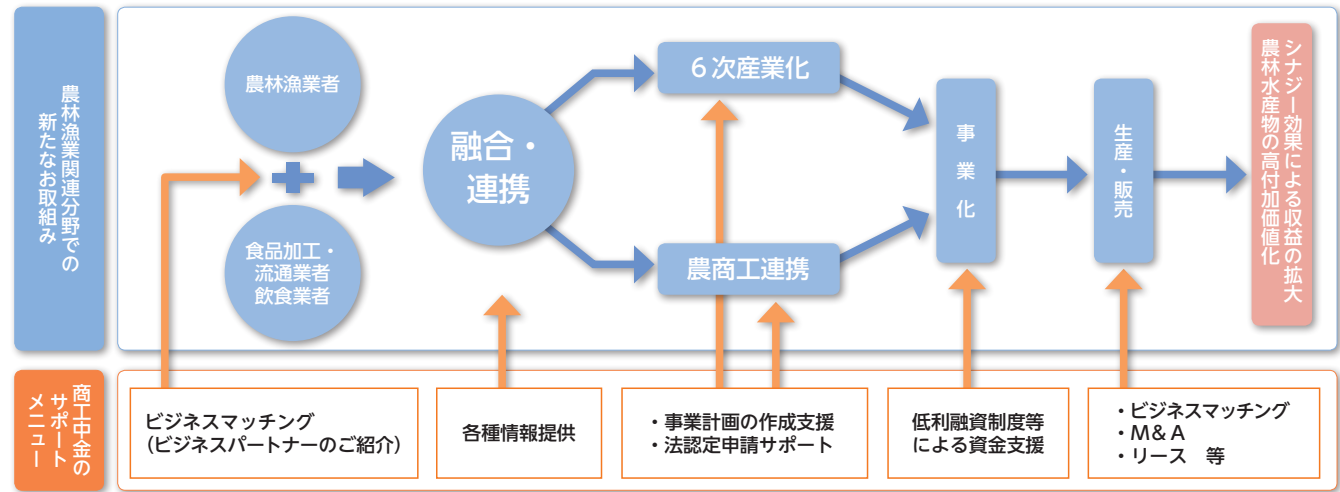 農林漁業関連分野での
新たなお取組み
農林漁業者
食品加工・
流通業者
飲食業者
融合・
連携
６次産業化
農商工連携
事業化
生産・販売
シナジー効果による収益の拡大
農林水産物の高付加価値化
商工中金の
サポート
メニュー
ビジネスマッチング
（ビジネスパートナーのご紹介）
各種情報提供
・事業計画の作成支援
・法認定申請サポート
低利融資制度等
による資金支援
・ビジネスマッチング
・M&A
・リース　等